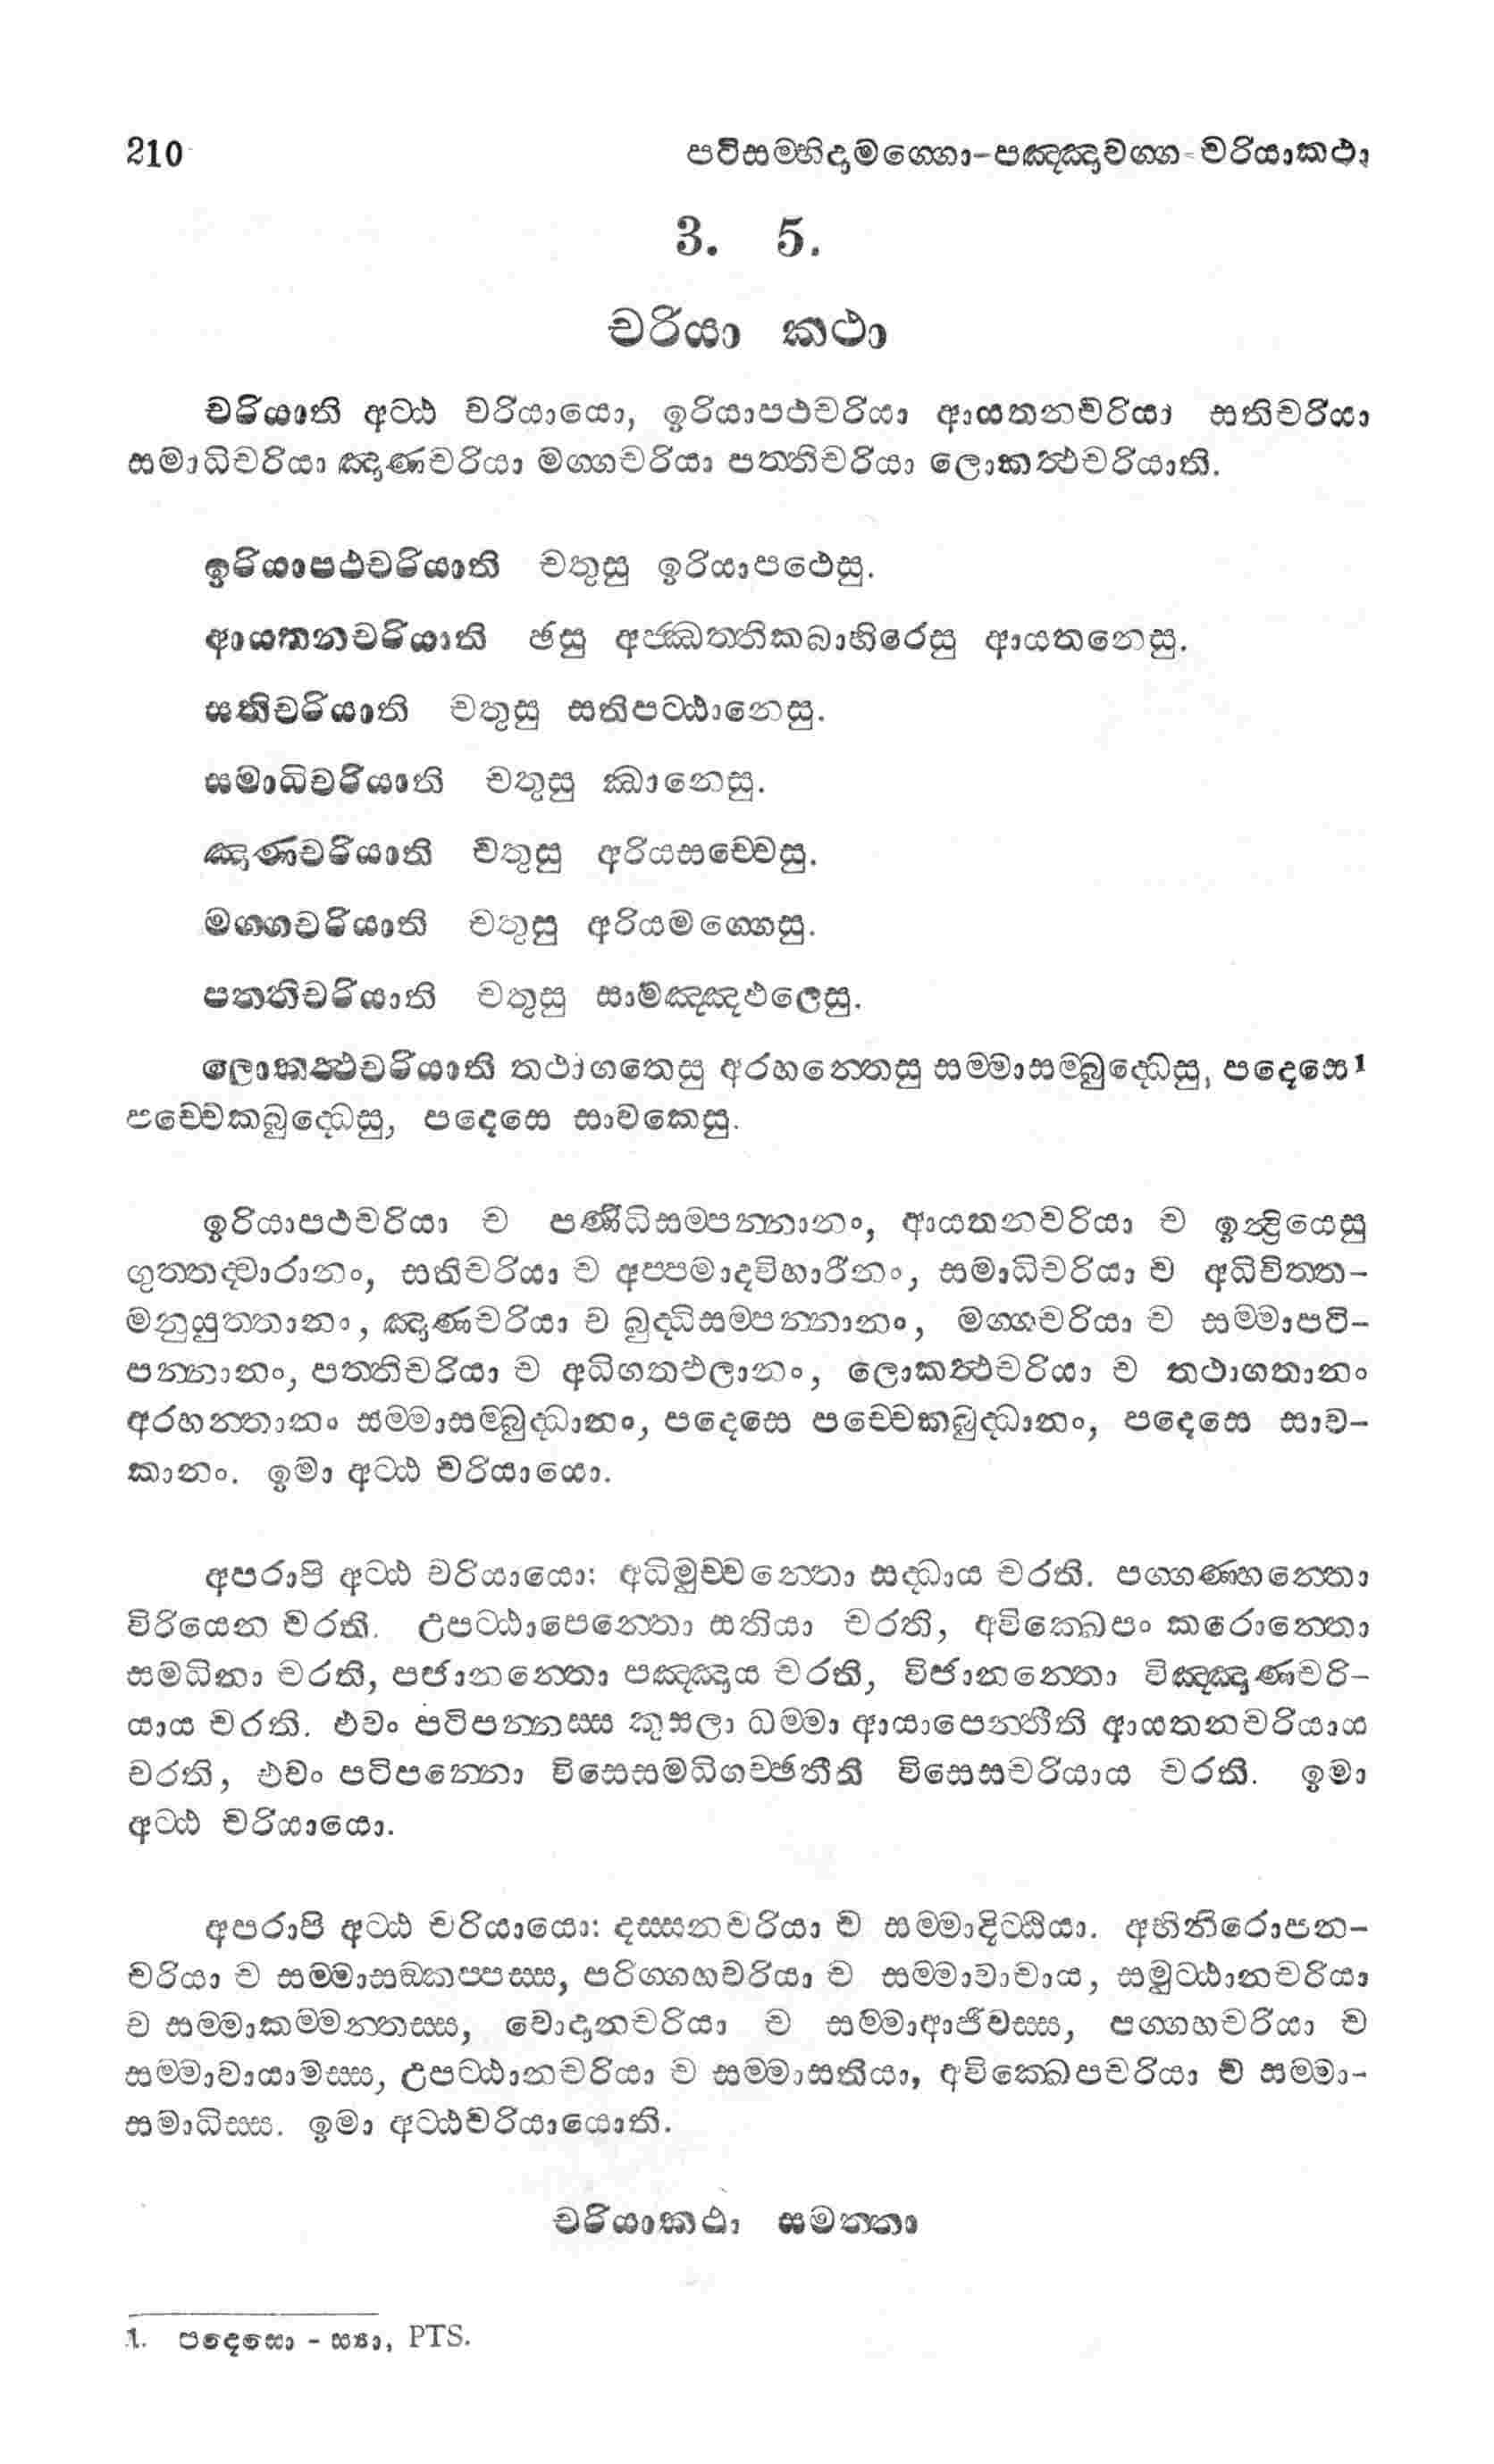 210 පටිසම්භිදාමග්ගො-පඤ්ඤාවග්ග-චරියාකථා
3. 5.
චරියා කථා
චරියාති අට්ඨ චරියායො, ඉරියාපථචරියා ආයතනචරියා සතිචරියා
සමාධිචරියා ඤාණචරියා මග්ගචරියා පත්තිචරියා ලොකත්ථචරියාති.
ඉරියාපථචරියාති චතුසු ඉරියාපථෙසු.
ආයතනචරියාති ඡසු අජ්ඣත්තිකබාහිරෙසු ආයතනෙසු.
සතිචරියාති චතුසු සතිපට්ඨානෙසු.
සමාධිචරියාති චතුසු ඣානෙසු.
ඤාණචරියාති චතුසු අරියසච්චෙසු.
මග්ගචරියාති චතුසු අරියමග්ගෙසු.
පත්තිචරියාති චතුසු සාමඤ්ඤඵලෙසු.
ලොකත්ථචරියාති තථාගතෙසු අරහන්තෙසු සම්මාසම්බුද්ධෙසු, පදෙසෙ1
පච්චෙකබුද්ධෙසු, පදෙසෙ සාවකෙසු.
ඉරියාපථචරියා ච පණිධිසම්පන්නානං, ආයතනචරියා ච ඉන්ද්‍රියෙසු
ගුත්තද්වාරානං, සතිචරියා ච අප්පමාදවිහාරීනං, සමාධිචරියා ච අධිචිත්ත-
මනුයුත්තානං, ඤාණචරියා ච බුද්ධිසම්පන්නානං, මග්ගචරියා ච සම්මාපටි-
පන්නානං, පත්තිචරියා ච අධිගතඵලානං, ලොකත්ථචරියා ච තථාගතානං
අරහන්තානං සම්මාසම්බුද්ධානං, පදෙසෙ පච්චෙකබුද්ධානං, පදෙසෙ සාව-
කානං. ඉමා අට්ඨ චරියායො.
අපරාපි අට්ඨ චරියායො: අධිමුච්චන්තො සද්ධාය චරති. පග්ගණ්හන්තො
විරියෙන චරති. උපට්ඨාපෙන්තො සතියා චරති, අවික්ඛෙපං කරොන්තො
සමධිනා චරති, පජානන්තො පඤ්ඤාය චරති, විජානන්තො විඤ්ඤාණචරි-
යාය චරති. එවං පටිපන්නස්ස කුසලා ධම්මා ආයාපෙන්තීති ආයතනචරියාය
චරති, එවං පටිපන්නො විසෙසමධිගච්ඡතීති විසෙසචරියාය චරති. ඉමා
අට්ඨ චරියායො.
අපරාපි අට්ඨ චරියායො: දස්සනචරියා ච සම්මාදිට්ඨියා. අභිනිරොපන-
චරියා ච සම්මාසඞ්කප්පස්ස, පරිග්ගහචරියා ච සම්මාවාචාය, සමුට්ඨානචරියා
ච සම්මාකම්මන්තස්ස, වොදානචරියා ච සම්මාආජීවස්ස, පග්ගහචරියා ච
සම්මාවායාමස්ස, උපට්ඨානචරියා ච සම්මාසතියා, අවික්ඛෙපචරියා ච සම්මා-
සමාධිස්ස. ඉමා අට්ඨචරියායොති.
චරියාකථා සමත්තා
1. පදෙසො - ස්‍යා, PTS.